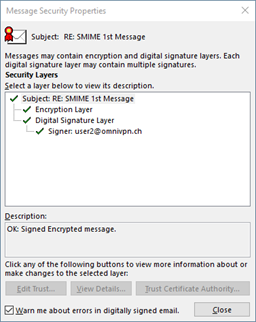 Message Security Properties
Subject: RE: SMIME 1st Message
Messages may contain encryption and digital signature layers. Each
digital signature layer may contain multiple signatures.
Security Layers
Select a layer below to view its description.
Subject: RE: SMIME 1st Message
Encryption Layer
Digital Signature Layer
Signer: user2@omnivpn.ch
Description:
OK: Signed Encrypted message.
Click any of the following buttons to view more information about or
make changes to the selected layer:
Edit Trust... View Details... Trust Certificate Authority...
Warn me about errors in digitally signed email. Close